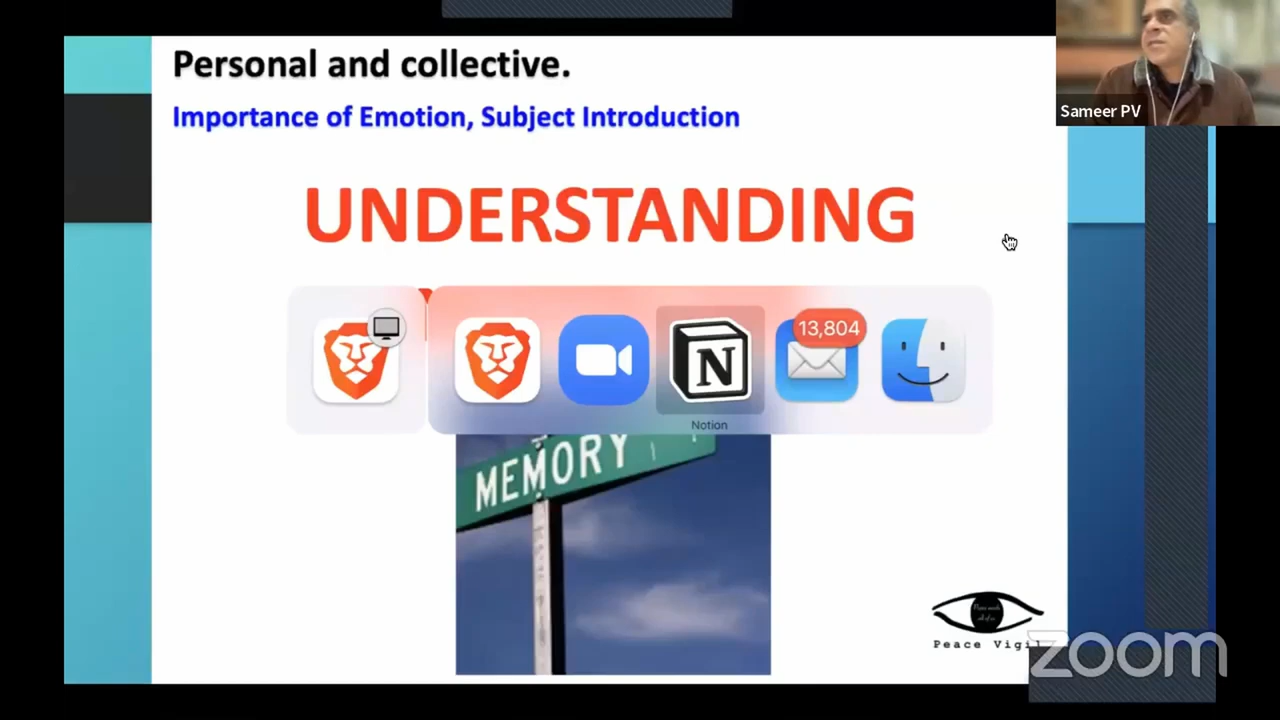 Personal and collective.
Importance of Emotion, Subject Introduction
Sameer PV
UNDERSTANDING
13,804
N
Notion
MEMORY
Peace Vigil
zoom